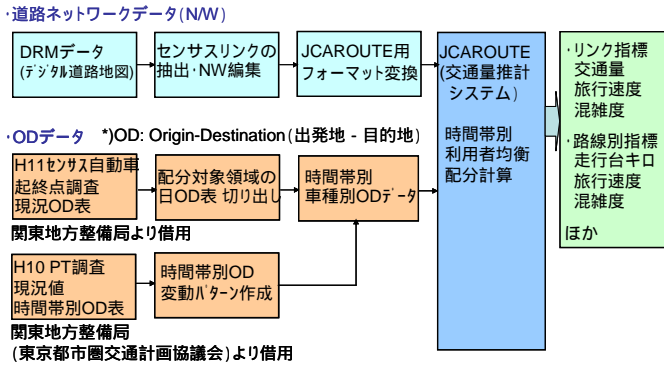 ・道路ネットワークデータ(N/W)
DRMデータ
(ﾃﾞｼﾞﾀﾙ道路地図)
センサスリンクの
抽出・NW編集
JCAROUTE用
フォーマット変換
JCAROUTE
(交通量推計
システム)
時間帯別
利用者均衡
配分計算
・リンク指標
交通量
旅行速度
混雑度
・路線別指標
走行台キロ
旅行速度
混雑度
ほか
・ODデータ *)OD: Origin-Destination(出発地 - 目的地)
H11ｾﾝｻｽ自動車
起終点調査
現況OD表
配分対象領域の
日OD表 切り出し
時間帯別
車種別ODﾃﾞｰﾀ
関東地方整備局より借用
H10 PT調査
現況値
時間帯別OD表
時間帯別OD
変動ﾊﾟﾀｰﾝ作成
関東地方整備局
(東京都市圏交通計画協議会)より借用